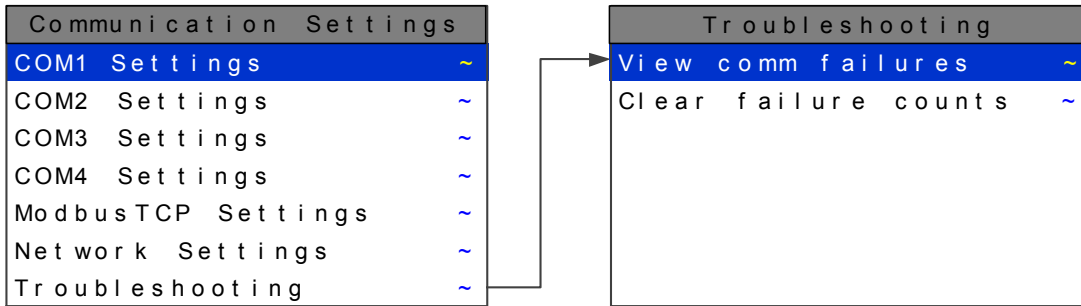 Communication Settings
COM1 Settings ~
COM2 Settings ~
COM3 Settings ~
COM4 Settings ~
ModbusTCP Settings ~
Network Settings ~
Troubleshooting ~
Troubleshooting
View comm failures ~
Clear failure counts ~